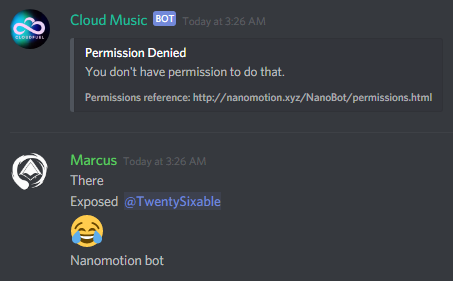 CLOUDFUEL
Cloud Music BOT Today at 3:26 AM
Permission Denied
You don't have permission to do that.
Permissions reference: http://nanomotion.xyz/NanoBot/permissions.html
Marcus Today at 3:26 AM
There
Exposed @TwentySixable
😂
Nanomotion bot